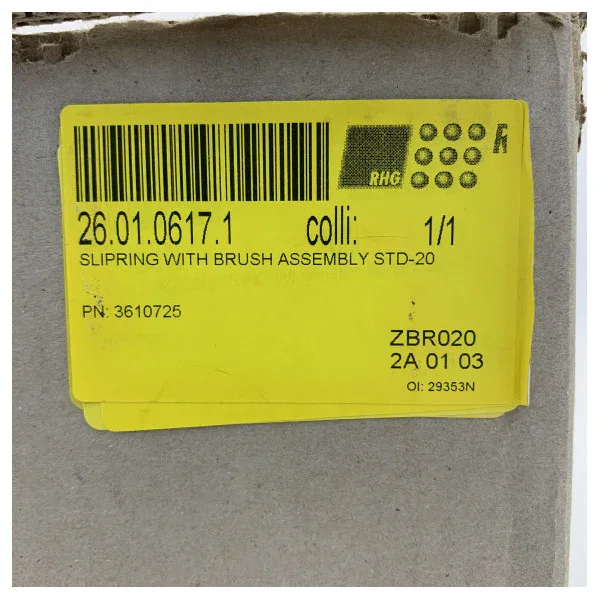 RHG
R
26.01.0617.1 colli: 1/1
SLIPRING WITH BRUSH ASSEMBLY STD-20
PN: 3610725
ZBR020
2A 01 03
OI: 29353N